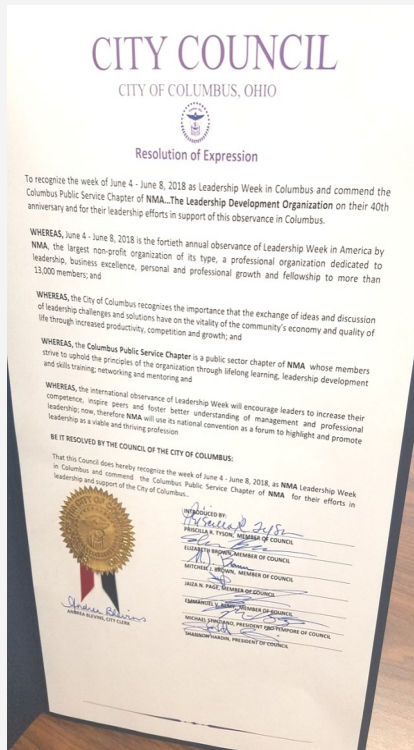 CITY COUNCIL
CITY OF COLUMBUS, OHIO
Resolution of Expression
To recognize the week of June 4 - June 8, 2018 as Leadership Week in Columbus and commend the
Columbus Public Service Chapter of NMA...The Leadership Development Organization on their 40th
anniversary and for their leadership efforts in support of this observance in Columbus.
WHEREAS, June 4 - June 8, 2018 is the fortieth annual observance of Leadership Week in America by
NMA, the largest non-profit organization of its type, a professional organization dedicated to
leadership, business excellence, personal and professional growth and fellowship to more than
13,000 members; and
WHEREAS, the City of Columbus recognizes the importance that the exchange of ideas and discussion
of leadership challenges and solutions have on the vitality of the community's economy and quality of
life through increased productivity, competition and growth; and
WHEREAS, the Columbus Public Service Chapter is a public sector chapter of NMA whose members
strive to uphold the principles of the organization through lifelong learning, leadership development
and skills training; networking and mentoring and
WHEREAS, the international observance of Leadership Week will encourage leaders to increase their
competence, inspire peers and foster better understanding of management and professional
leadership; now, therefore NMA will use its national convention as a forum to highlight and promote
leadership as a viable and thriving profession
BE IT RESOLVED BY THE COUNCIL OF THE CITY OF COLUMBUS:
That this Council does hereby recognize the week of June 4 - June 8, 2018, as NMA Leadership Week
in Columbus and commend the Columbus Public Service Chapter of NMA for their efforts in
leadership and support of the City of Columbus.
INTRODUCED BY:
Priscilla R Tyson
PRISCILLA R. TYSON, MEMBER OF COUNCIL
ELIZABETH BROWN, MEMBER OF COUNCIL
MITCHELL J. BROWN, MEMBER OF COUNCIL
JAIZA N. PAGE, MEMBER OF COUNCIL
EMMANUEL V. REMY, MEMBER OF COUNCIL
MICHAEL STINZIANO, PRESIDENT PRO-TEMPORE OF COUNCIL
SHANNON HARDIN, PRESIDENT OF COUNCIL
Andrea Blevins
ANDREA BLEVINS, CITY CLERK